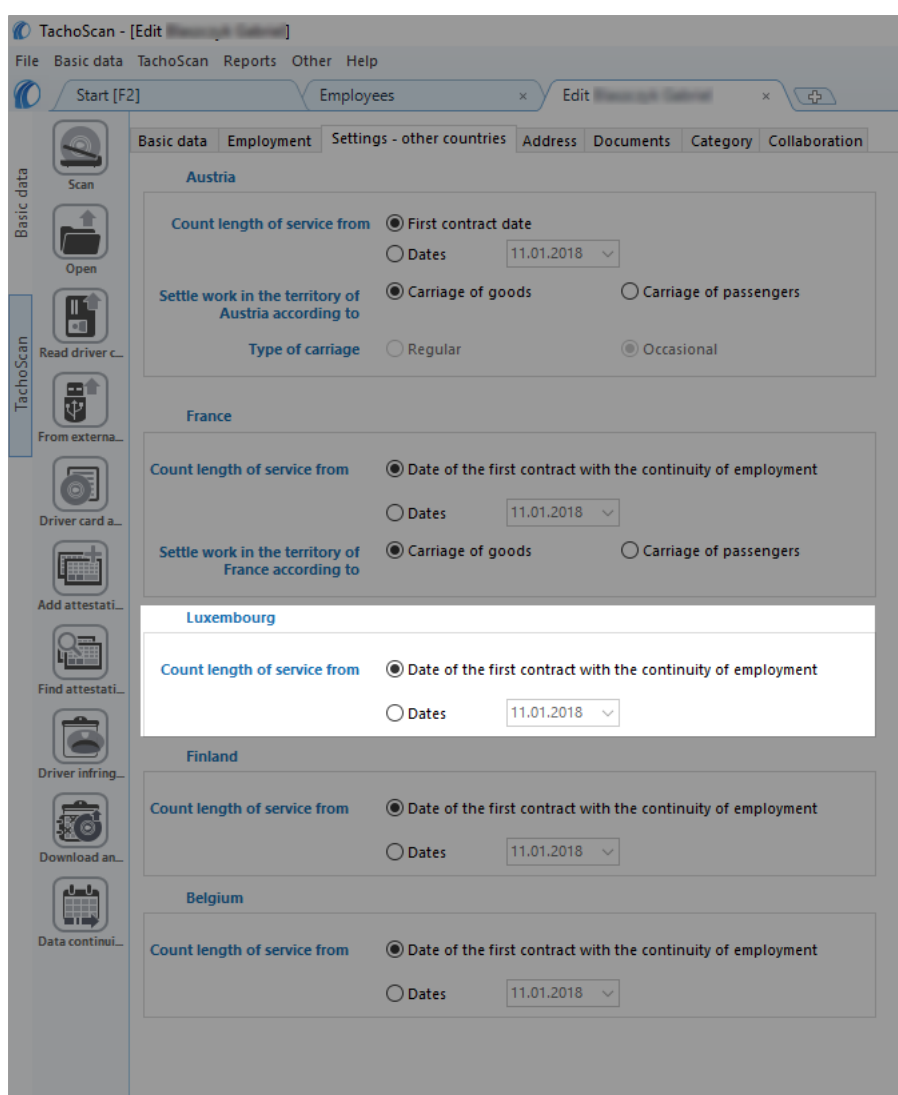 TachoScan - [Edit ]
File Basic data TachoScan Reports Other Help
Start [F2] Employees × Edit ×
Basic data
TachoScan
Scan
Open
Read driver c...
From externa...
Driver card a...
Add attestati...
Find attestati...
Driver infring...
Download an...
Data continui...
Basic data Employment Settings - other countries Address Documents Category Collaboration
Austria
Count length of service from First contract date
Dates 11.01.2018
Settle work in the territory of Carriage of goods Carriage of passengers
Austria according to
Type of carriage Regular Occasional
France
Count length of service from Date of the first contract with the continuity of employment
Dates 11.01.2018
Settle work in the territory of Carriage of goods Carriage of passengers
France according to
Luxembourg
Count length of service from Date of the first contract with the continuity of employment
Dates 11.01.2018
Finland
Count length of service from Date of the first contract with the continuity of employment
Dates 11.01.2018
Belgium
Count length of service from Date of the first contract with the continuity of employment
Dates 11.01.2018